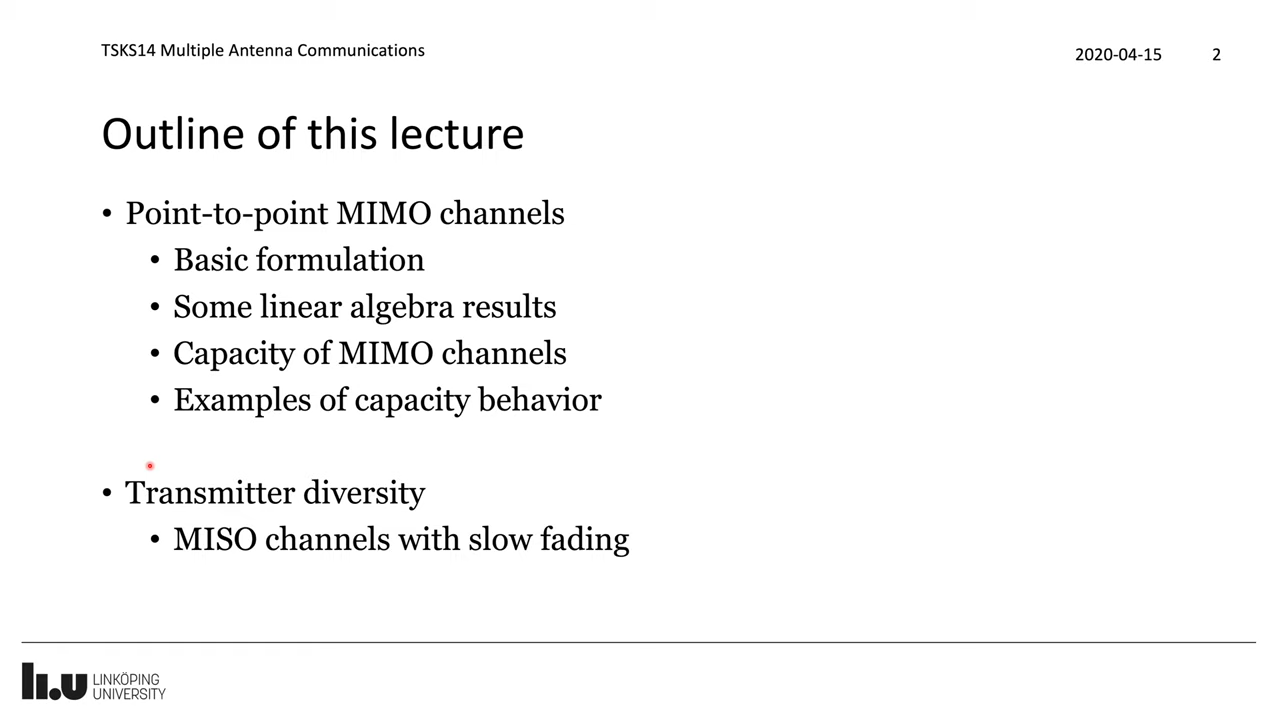 TSKS14 Multiple Antenna Communications
2020-04-15 2
Outline of this lecture
• Point-to-point MIMO channels
• Basic formulation
• Some linear algebra results
• Capacity of MIMO channels
• Examples of capacity behavior
• Transmitter diversity
• MISO channels with slow fading
li.u LINKÖPING
UNIVERSITY